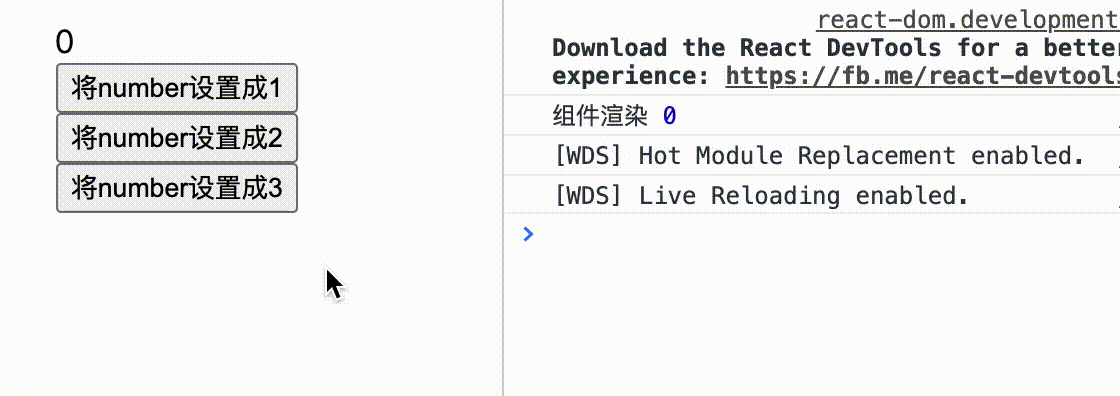 0
将number设置成1
将number设置成2
将number设置成3
react-dom.development
Download the React DevTools for a better
experience: https://fb.me/react-devtools
组件渲染 0
[WDS] Hot Module Replacement enabled.
[WDS] Live Reloading enabled.